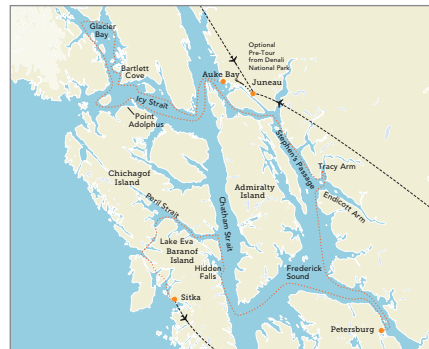 Glacier
Bay
Bartlett
Cove
Optional
Pre-Tour
from Denali
National Park
Auke Bay
Juneau
Icy Strait
Point
Adolphus
Stephen's Passage
Tracy Arm
Endicott Arm
Chichagof
Island
Admiralty
Island
Peril Strait
Chatham Strait
Lake Eva
Baranof
Island
Hidden
Falls
Frederick
Sound
Sitka
Petersburg